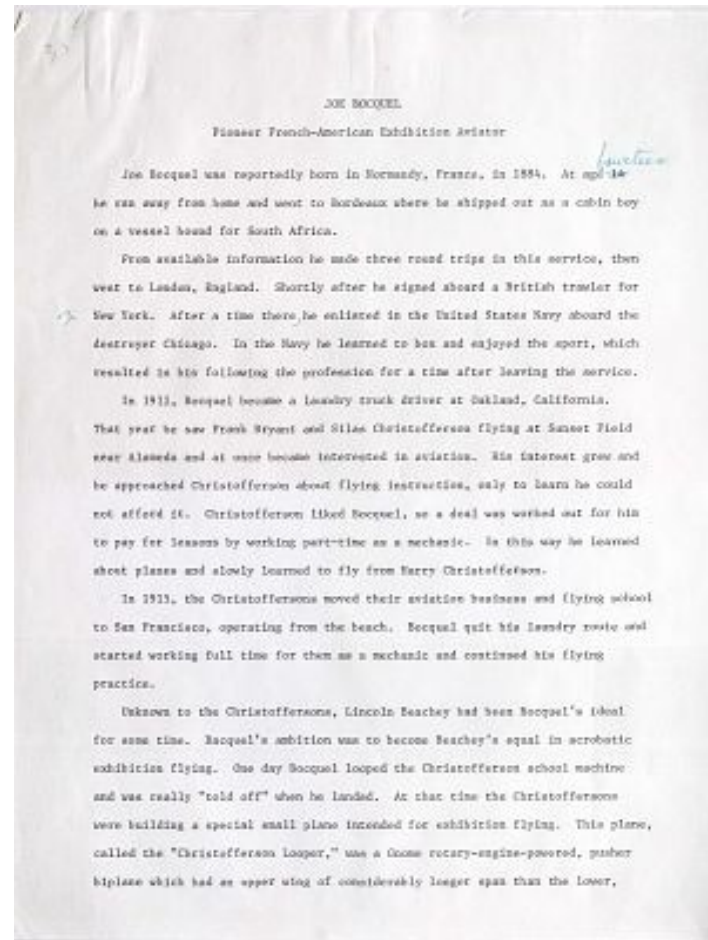 JOE BOCQUEL
Pioneer French-American Exhibition Aviator
fourteen
Joe Bocquel was reportedly born in Normandy, France, in 1884. At age 14
he ran away from home and went to Bordeaux where he shipped out as a cabin boy
on a vessel bound for South Africa.
From available information he made three round trips in this service, then
went to London, England. Shortly after he signed aboard a British trawler for
New York. After a time there, he enlisted in the United States Navy aboard the
destroyer Chicago. In the Navy he learned to box and enjoyed the sport, which
resulted in his following the profession for a time after leaving the service.
In Bocquel became a laundry truck driver at Oakland, California.
That year he saw Frank Bryant and Silas Christofferson flying at Sunset Field
near Alameda and at once became interested in aviation. His interest grew and
he approached Christofferson about flying instruction, only to learn he could
not afford it. Christofferson liked Bocquel, so a deal was worked out for him
to pay for lessons by working part-time as a mechanic. In this way he learned
about planes and slowly learned to fly from Harry Christofferson.
In the Christoffersons moved their aviation business and flying school
to San Francisco, operating from the beach. Bocquel quit his laundry route and
started working full time for them as a mechanic and continued his flying
practice.
Unknown to the Christoffersons, Lincoln Beachey had been Bocquel's ideal
for some time. Bocquel's ambition was to become Beachey's equal in acrobatic
exhibition flying. One day Bocquel looped the Christofferson school machine
and was really "told off" when he landed. At that time the Christoffersons
were building a special small plane intended for exhibition flying. This plane,
called the "Christofferson Looper," was a Gnome rotary-engine-powered, pusher
biplane which had an upper wing of considerably longer span than the lower,